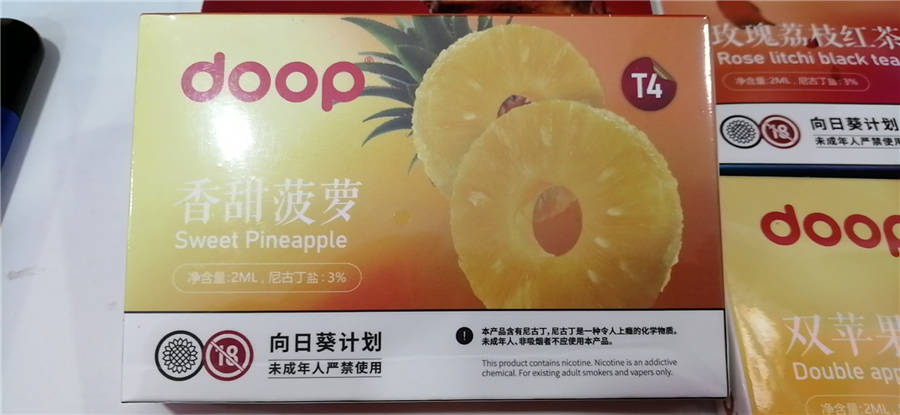 doop®
T4
香甜菠萝
Sweet Pineapple
净含量:2ML, 尼古丁盐:3%
18
向日葵计划
未成年人严禁使用
!
本产品含有尼古丁,尼古丁是一种令人上瘾的化学物质。
未成年人、非吸烟者不应使用本产品。
This product contains nicotine. Nicotine is an addictive
chemical. For existing adult smokers and vapers only.
玫瑰荔枝红茶
Rose litchi black tea
净含量:2ML, 尼古丁盐:3%
18
向日葵计划
未成年人严禁使用
doop
双苹果
Double app
净含量:2ML